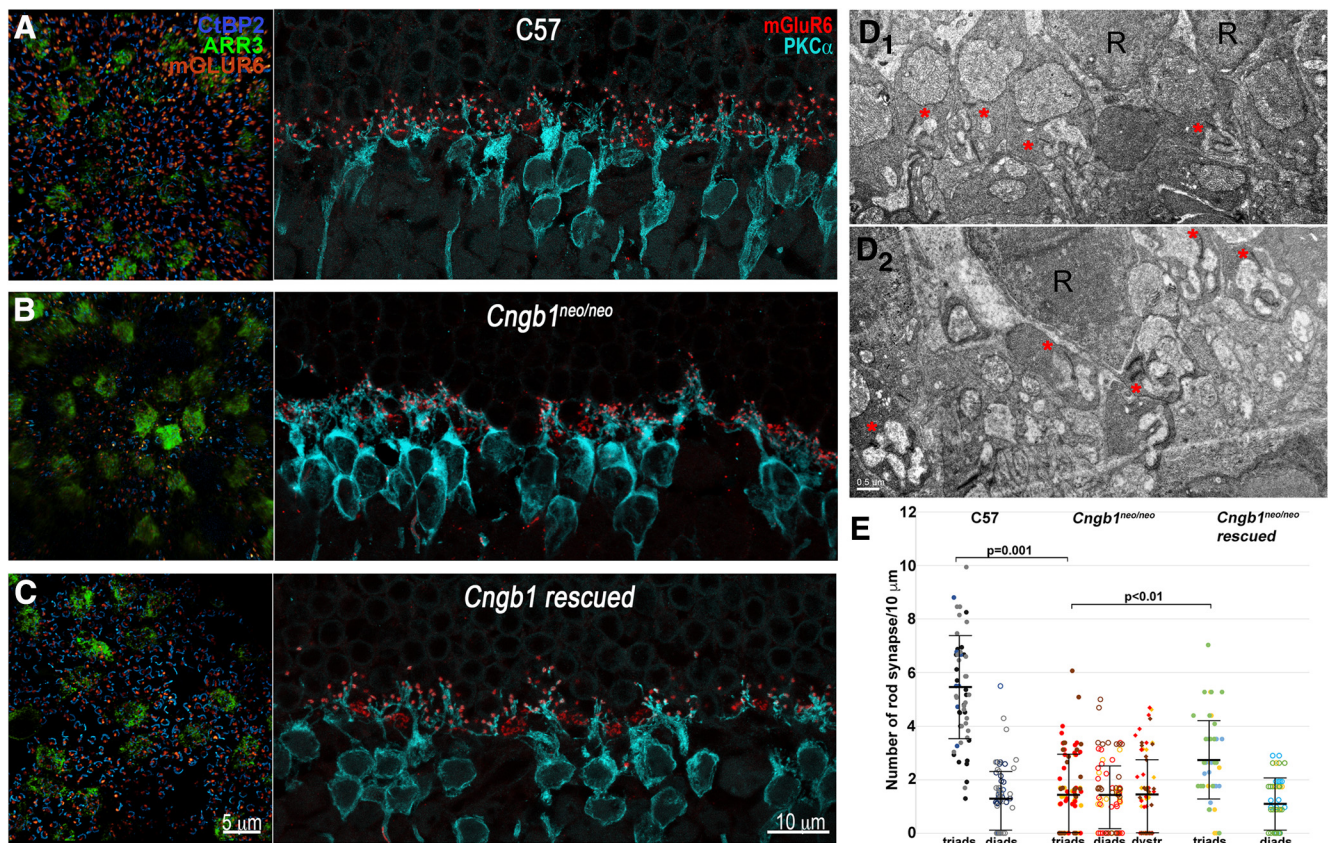 A
CtBP2
ARR3
mGLUR6
C57
mGluR6
PKCα
B
Cngb1neo/neo
C
Cngb1 rescued
5 μm
10 μm
D1
R
R
*
*
*
*
D2
R
*
*
*
*
*
0.5 μm
E
C57
Cngb1neo/neo
Cngb1neo/neo
rescued
p=0.001
p<0.01
Number of rod synapse/10 μm
12
10
8
6
4
2
0
triads
diads
triads
diads
dystr
triads
diads